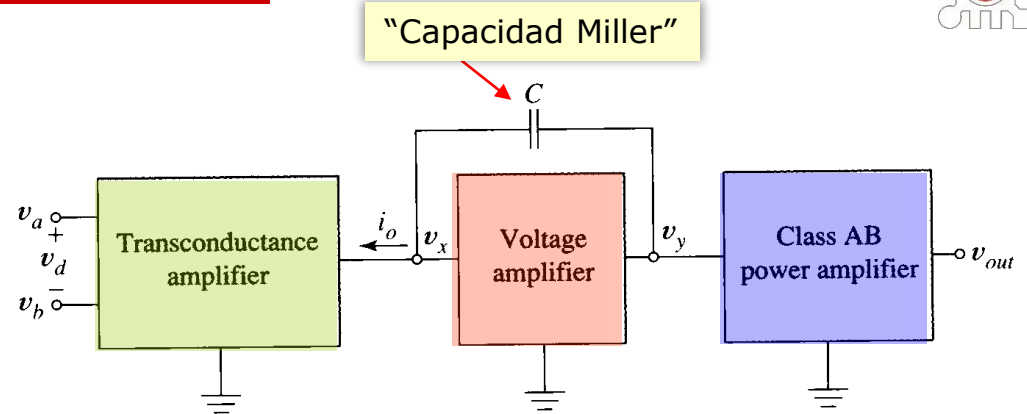 “Capacidad Miller”
C
v_a
+
v_d
−
v_b
Transconductance
amplifier
i_o
v_x
Voltage
amplifier
v_y
Class AB
power amplifier
v_out